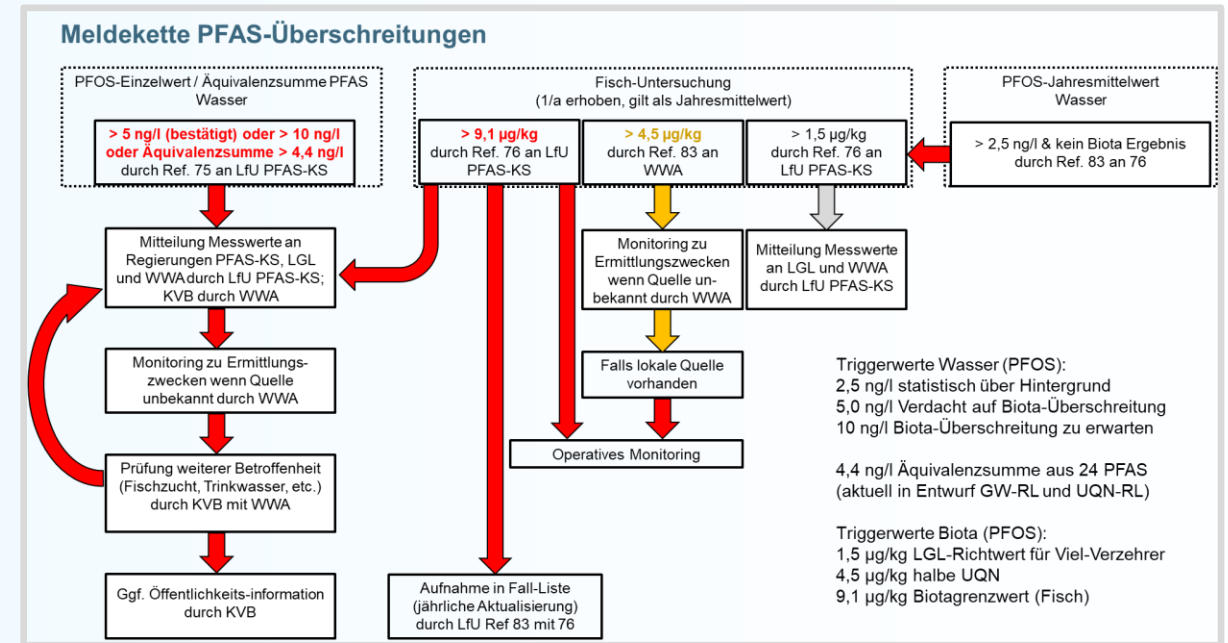 Meldekette PFAS-Überschreitungen
PFOS-Einzelwert / Äquivalenzsumme PFAS
Wasser
> 5 ng/l (bestätigt) oder > 10 ng/l
oder Äquivalenzsumme > 4,4 ng/l
durch Ref. 75 an LfU PFAS-KS
Fisch-Untersuchung
(1/a erhoben, gilt als Jahresmittelwert)
> 9,1 µg/kg
durch Ref. 76 an LfU
PFAS-KS
> 4,5 µg/kg
durch Ref. 83 an
WWA
> 1,5 µg/kg
durch Ref. 76 an
LfU PFAS-KS
PFOS-Jahresmittelwert
Wasser
> 2,5 ng/l & kein Biota Ergebnis
durch Ref. 83 an 76
Mitteilung Messwerte an
Regierungen PFAS-KS, LGL
und WWA durch LfU PFAS-KS;
KVB durch WWA
Monitoring zu Ermittlungs-
zwecken wenn Quelle
unbekannt durch WWA
Prüfung weiterer Betroffenheit
(Fischzucht, Trinkwasser, etc.)
durch KVB mit WWA
Ggf. Öffentlichkeits-information
durch KVB
Monitoring zu
Ermittlungszwecken
wenn Quelle un-
bekannt durch WWA
Falls lokale Quelle
vorhanden
Operatives Monitoring
Aufnahme in Fall-Liste
(jährliche Aktualisierung)
durch LfU Ref 83 mit 76
Mitteilung Messwerte
an LGL und WWA
durch LfU PFAS-KS
Triggerwerte Wasser (PFOS):
2,5 ng/l statistisch über Hintergrund
5,0 ng/l Verdacht auf Biota-Überschreitung
10 ng/l Biota-Überschreitung zu erwarten
4,4 ng/l Äquivalenzsumme aus 24 PFAS
(aktuell in Entwurf GW-RL und UQN-RL)
Triggerwerte Biota (PFOS):
1,5 µg/kg LGL-Richtwert für Viel-Verzehrer
4,5 µg/kg halbe UQN
9,1 µg/kg Biotagrenzwert (Fisch)